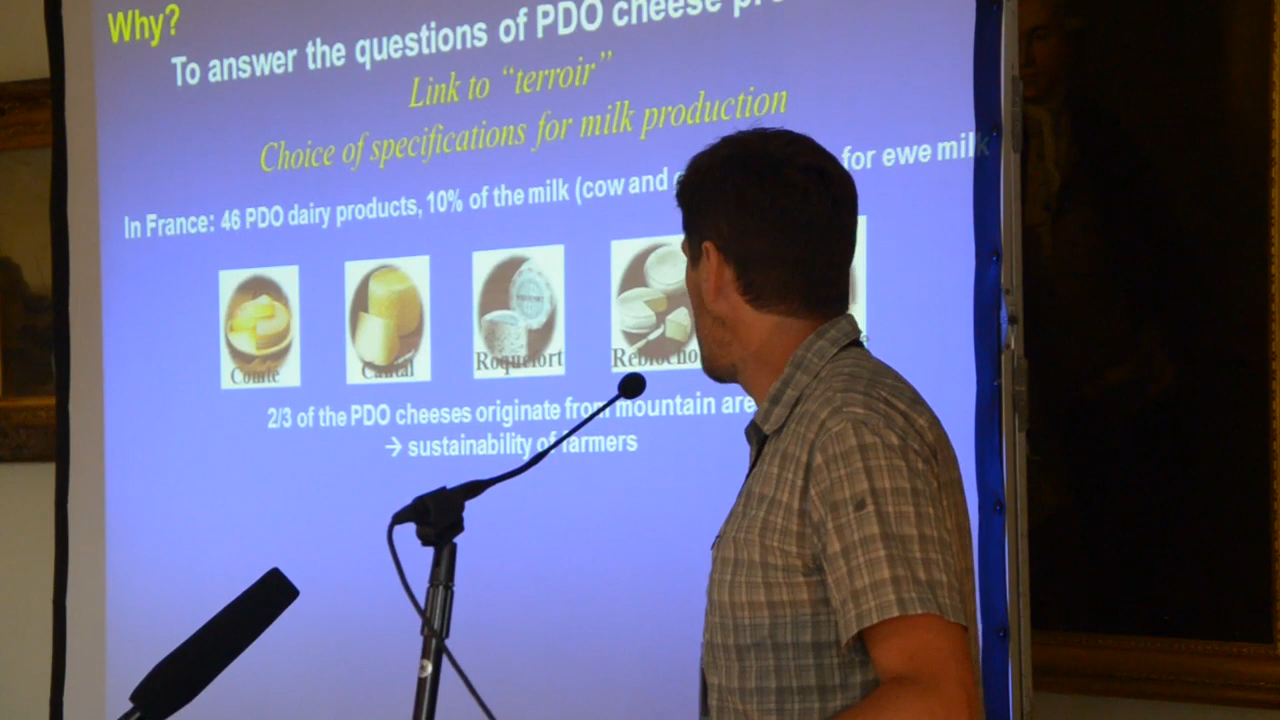 Why?
To answer the questions of PDO cheese
Link to “terroir”
Choice of specifications for milk production
In France: 46 PDO dairy products, 10% of the milk (cow and for ewe milk
Comté
Cantal
Roquefort
Reblocho
2/3 of the PDO cheeses originate from mountain are
→ sustainability of farmers